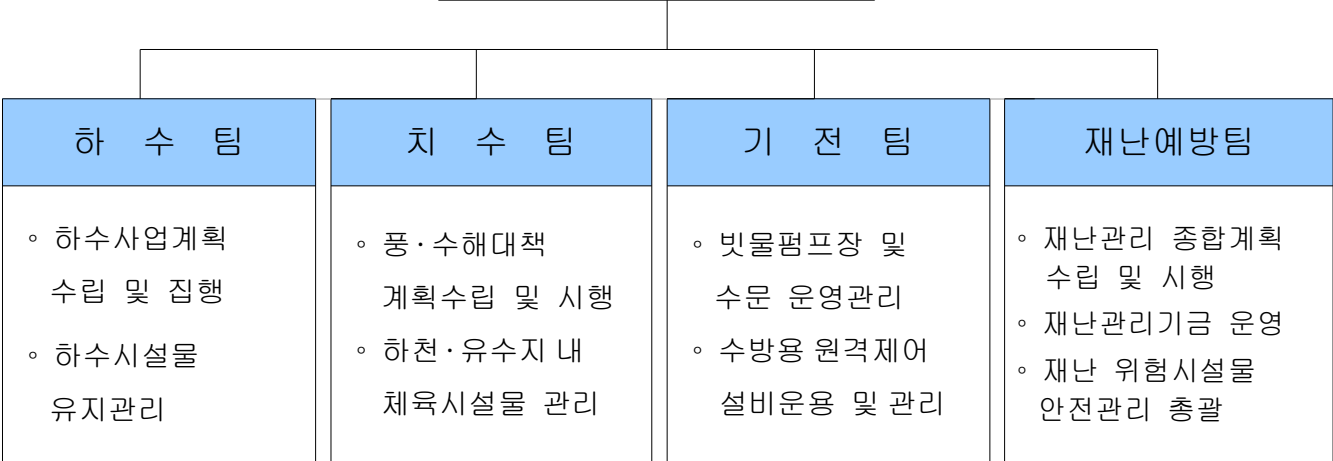 하 수 팀
◦ 하수사업계획
수립 및 집행
◦ 하수시설물
유지관리
치 수 팀
◦ 풍·수해대책
계획수립 및 시행
◦ 하천·유수지 내
체육시설물 관리
기 전 팀
◦ 빗물펌프장 및
수문 운영관리
◦ 수방용 원격제어
설비운용 및 관리
재난예방팀
◦ 재난관리 종합계획
수립 및 시행
◦ 재난관리기금 운영
◦ 재난 위험시설물
안전관리 총괄